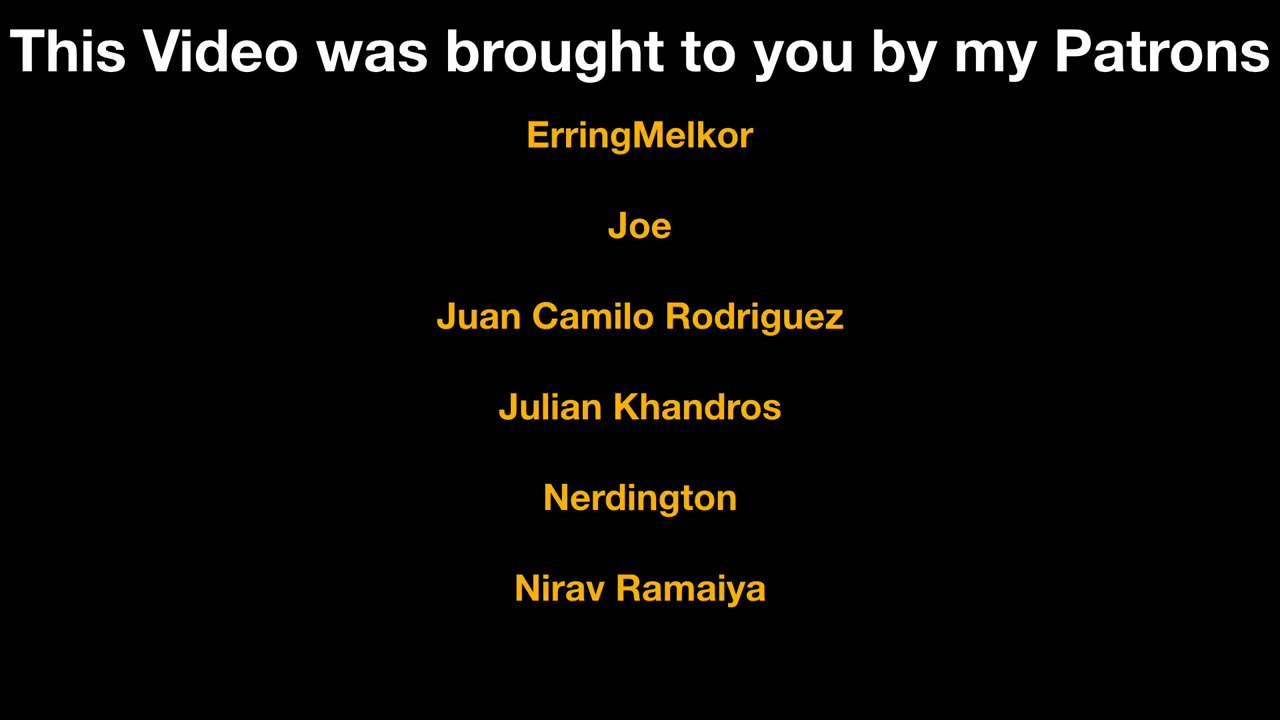 This Video was brought to you by my Patrons
ErringMelkor
Joe
Juan Camilo Rodriguez
Julian Khandros
Nerdington
Nirav Ramaiya